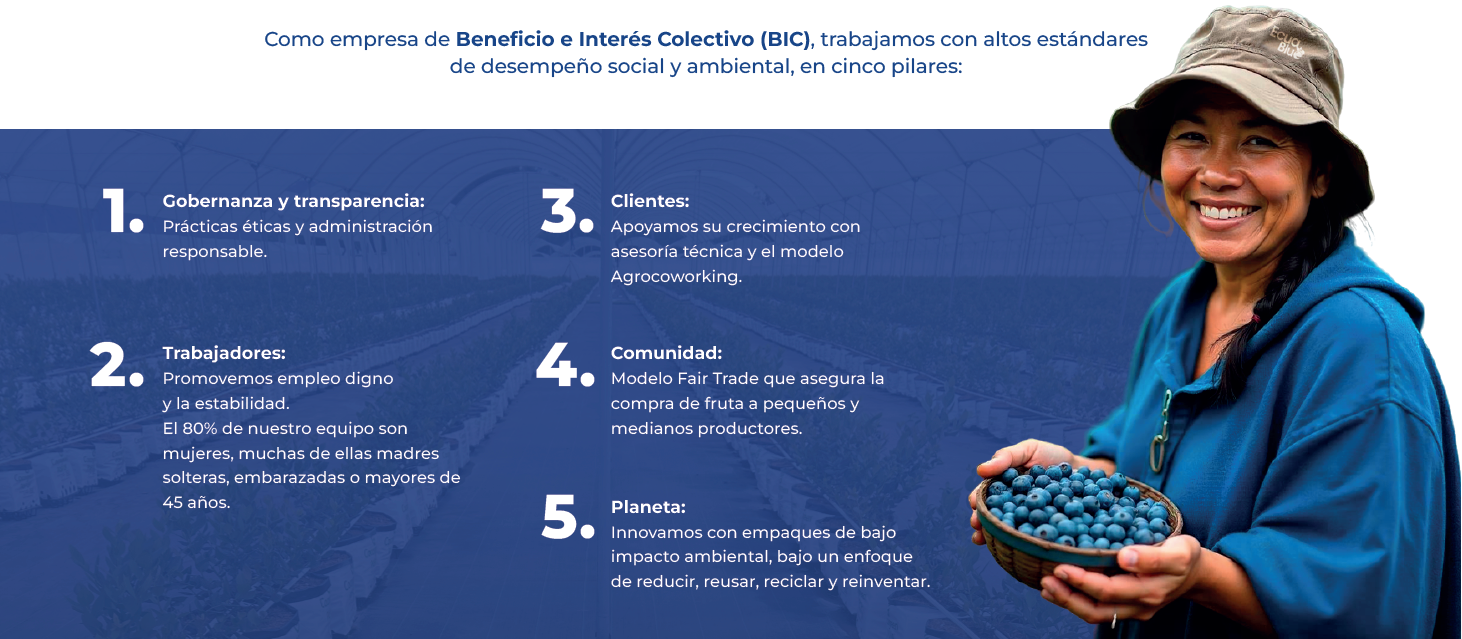 Como empresa de Beneficio e Interés Colectivo (BIC), trabajamos con altos estándares
de desempeño social y ambiental, en cinco pilares:
Ecua
Blue
1.
Gobernanza y transparencia:
Prácticas éticas y administración
responsable.
2.
Trabajadores:
Promovemos empleo digno
y la estabilidad.
El 80% de nuestro equipo son
mujeres, muchas de ellas madres
solteras, embarazadas o mayores de
45 años.
3.
Clientes:
Apoyamos su crecimiento con
asesoría técnica y el modelo
Agrocoworking.
4.
Comunidad:
Modelo Fair Trade que asegura la
compra de fruta a pequeños y
medianos productores.
5.
Planeta:
Innovamos con empaques de bajo
impacto ambiental, bajo un enfoque
de reducir, reusar, reciclar y reinventar.